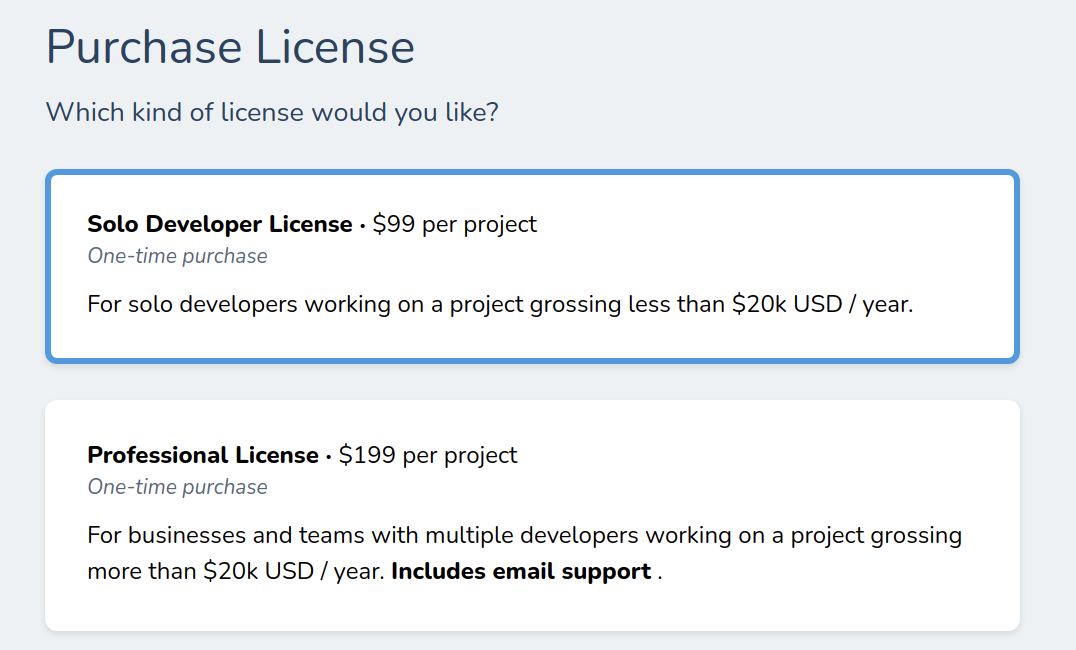 Purchase License
Which kind of license would you like?
Solo Developer License · $99 per project
One-time purchase
For solo developers working on a project grossing less than $20k USD / year.
Professional License · $199 per project
One-time purchase
For businesses and teams with multiple developers working on a project grossing
more than $20k USD / year. Includes email support .